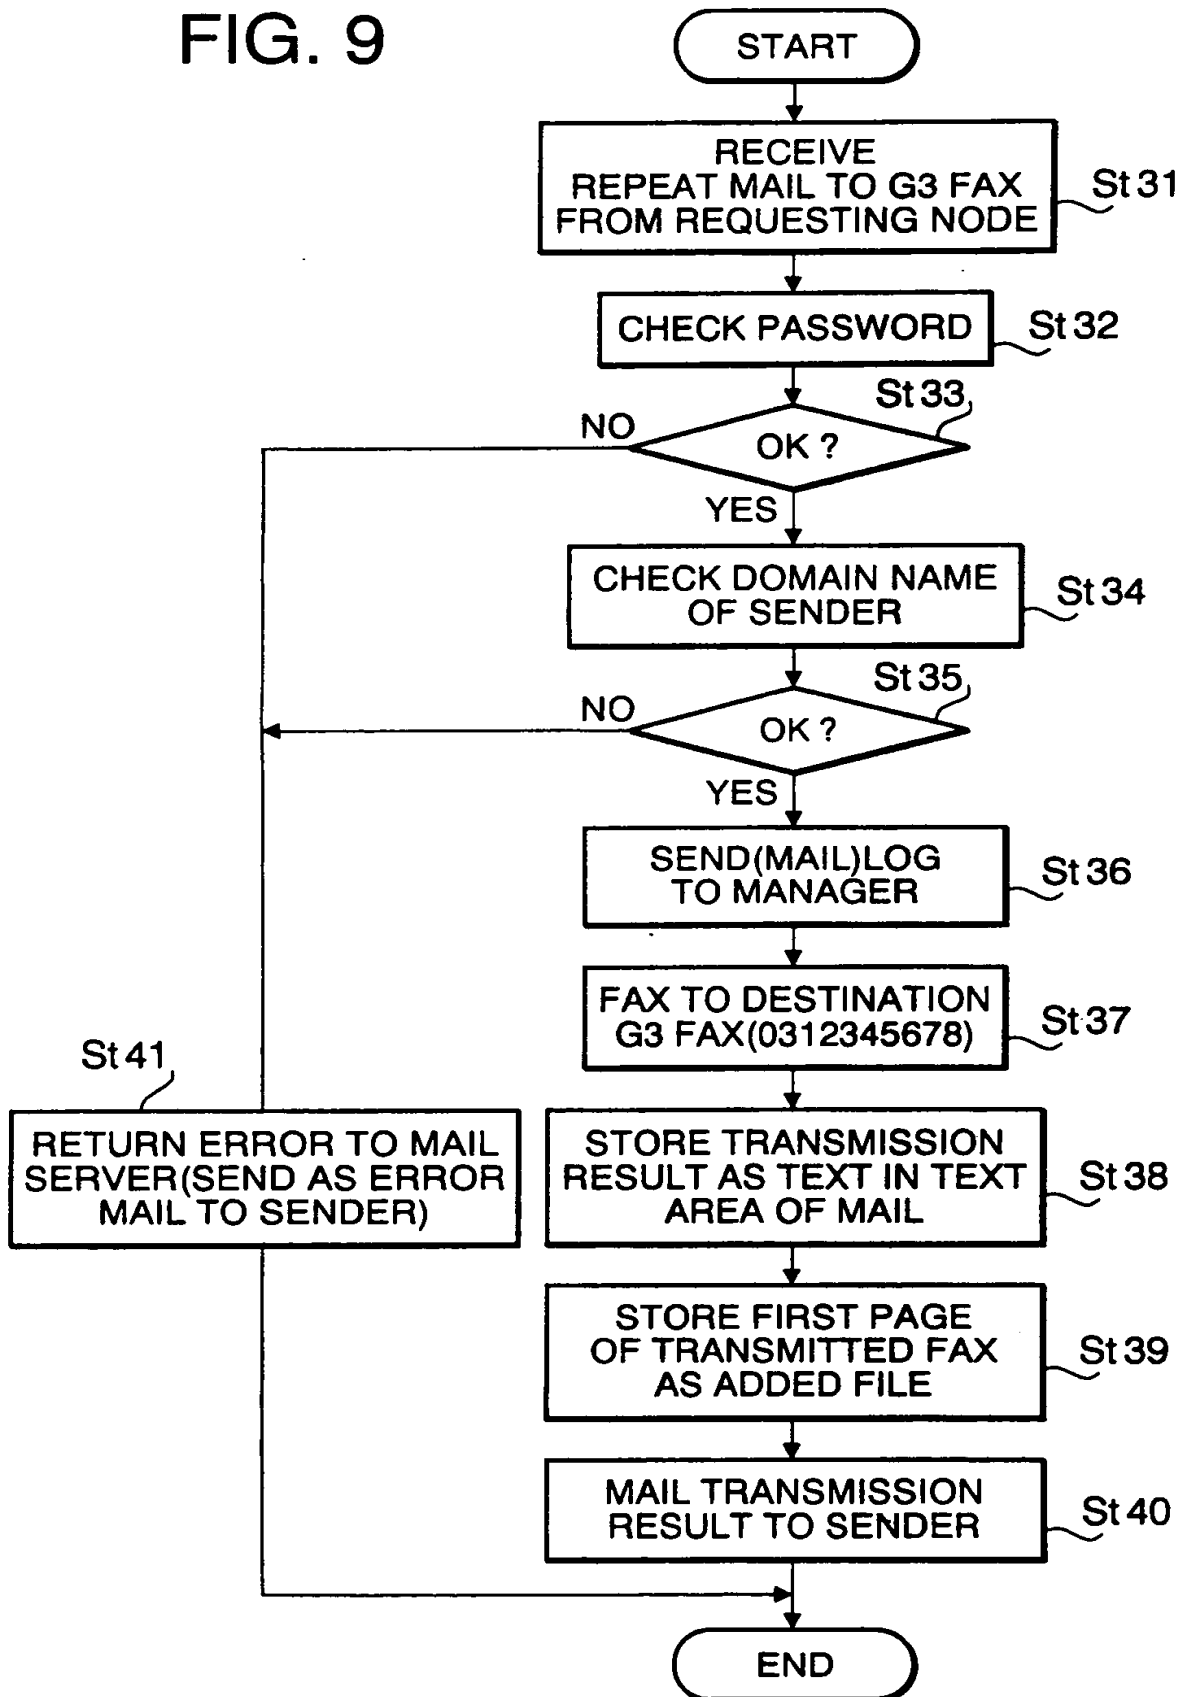 FIG. 9
START
RECEIVE
REPEAT MAIL TO G3 FAX
FROM REQUESTING NODE
St31
CHECK PASSWORD
St32
St33
NO
OK ?
YES
CHECK DOMAIN NAME
OF SENDER
St34
St35
NO
OK ?
YES
SEND(MAIL)LOG
TO MANAGER
St36
FAX TO DESTINATION
G3 FAX(0312345678)
St37
St41
RETURN ERROR TO MAIL
SERVER(SEND AS ERROR
MAIL TO SENDER)
STORE TRANSMISSION
RESULT AS TEXT IN TEXT
AREA OF MAIL
St38
STORE FIRST PAGE
OF TRANSMITTED FAX
AS ADDED FILE
St39
MAIL TRANSMISSION
RESULT TO SENDER
St40
END